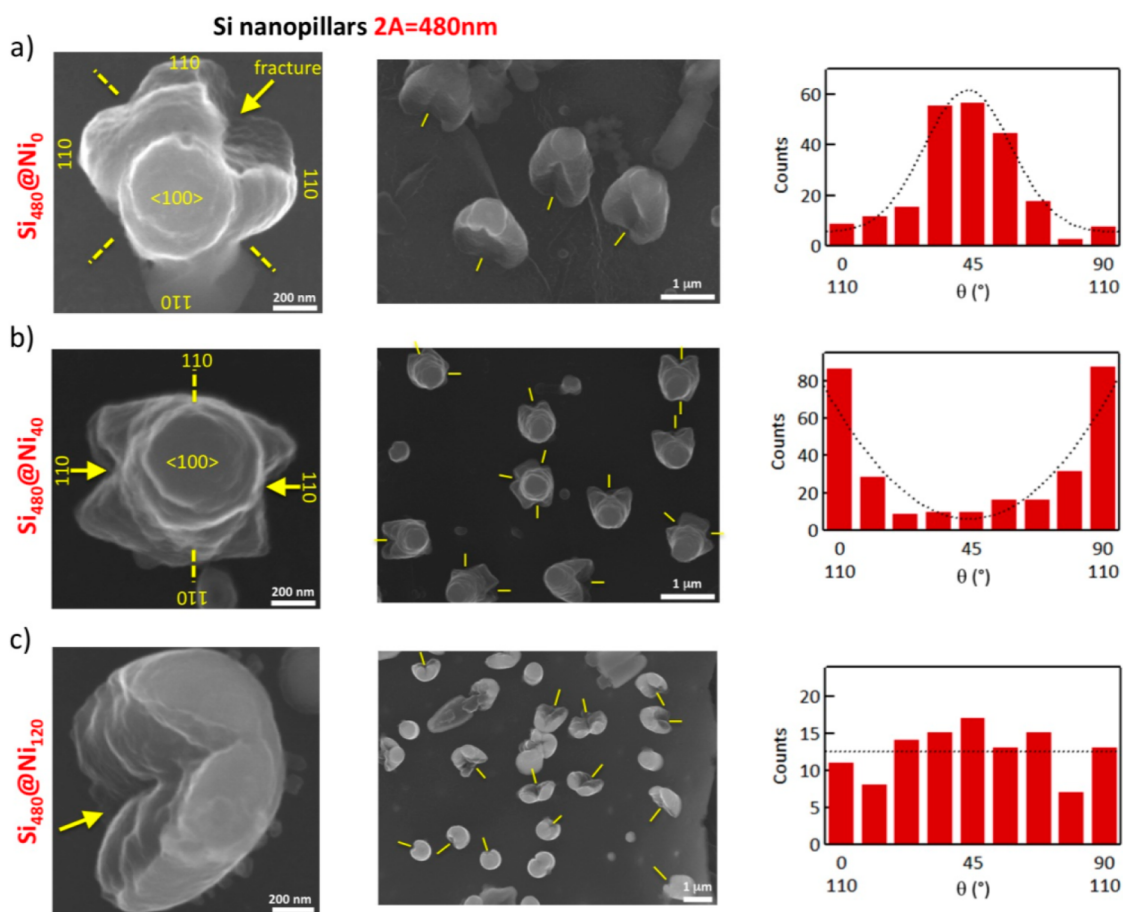 Si nanopillars 2A=480nm
a)
Si480@Ni0
110
fracture
110
<100>
110
110
200 nm
1 µm
Counts
60
40
20
0
0 45 90
110 θ (°) 110
b)
Si480@Ni40
110
<100>
110
110
110
200 nm
1 µm
Counts
80
60
40
20
0
0 45 90
110 θ (°) 110
c)
Si480@Ni120
200 nm
1 µm
Counts
20
15
10
5
0
0 45 90
110 θ (°) 110